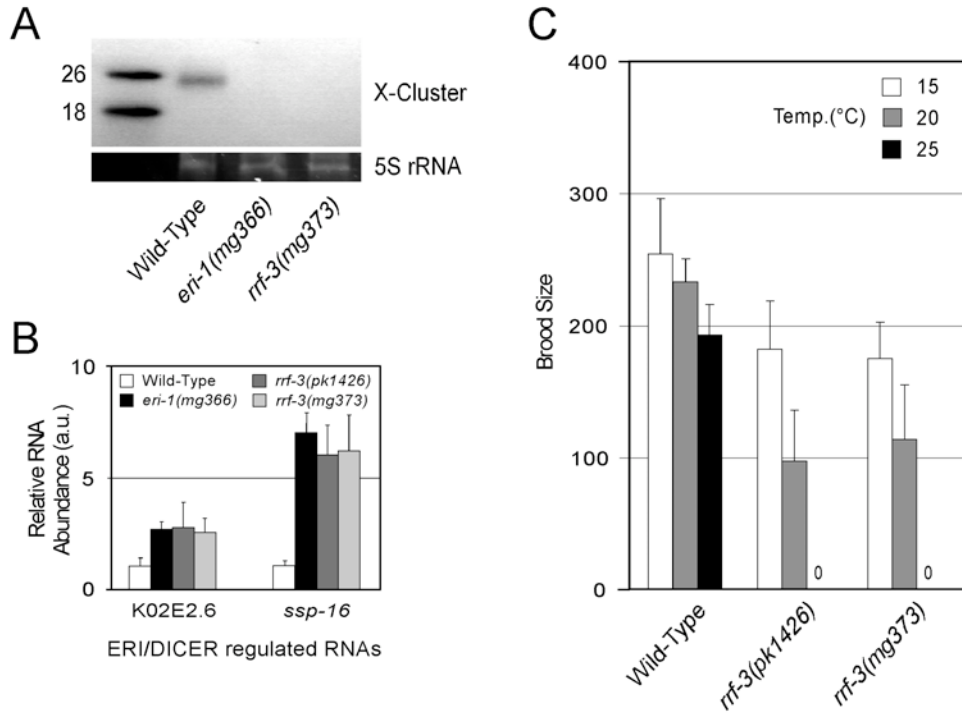 A
26
18
X-Cluster
5S rRNA
Wild-Type
eri-1(mg366)
rrf-3(mg373)
B
10
5
0
Relative RNA
Abundance (a.u.)
Wild-Type
eri-1(mg366)
rrf-3(pk1426)
rrf-3(mg373)
K02E2.6
ssp-16
ERI/DICER regulated RNAs
C
400
300
200
100
0
Brood Size
Temp.(°C)
15
20
25
0
0
Wild-Type
rrf-3(pk1426)
rrf-3(mg373)